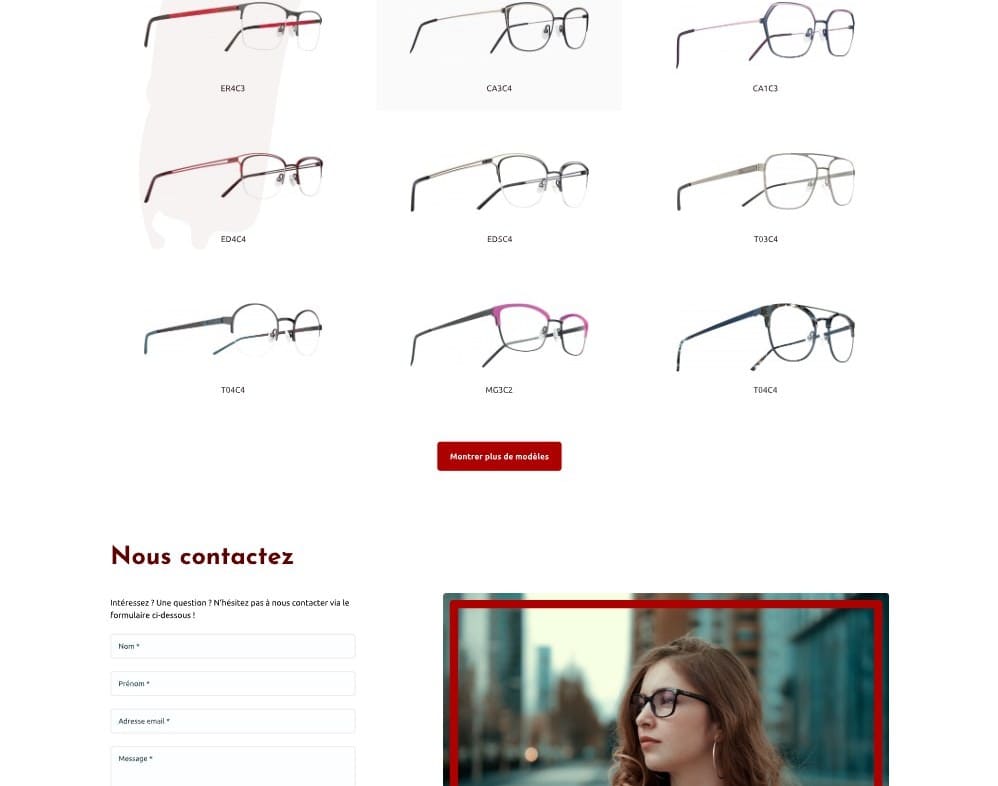 ER4C3
CA3C4
CA1C3
ED4C4
ED5C4
T03C4
T04C4
MG3C2
T04C4
Montrer plus de modèles
Nous contactez
Intéressez ? Une question ? N'hésitez pas à nous contacter via le
formulaire ci-dessous !
Nom *
Prénom *
Adresse email *
Message *